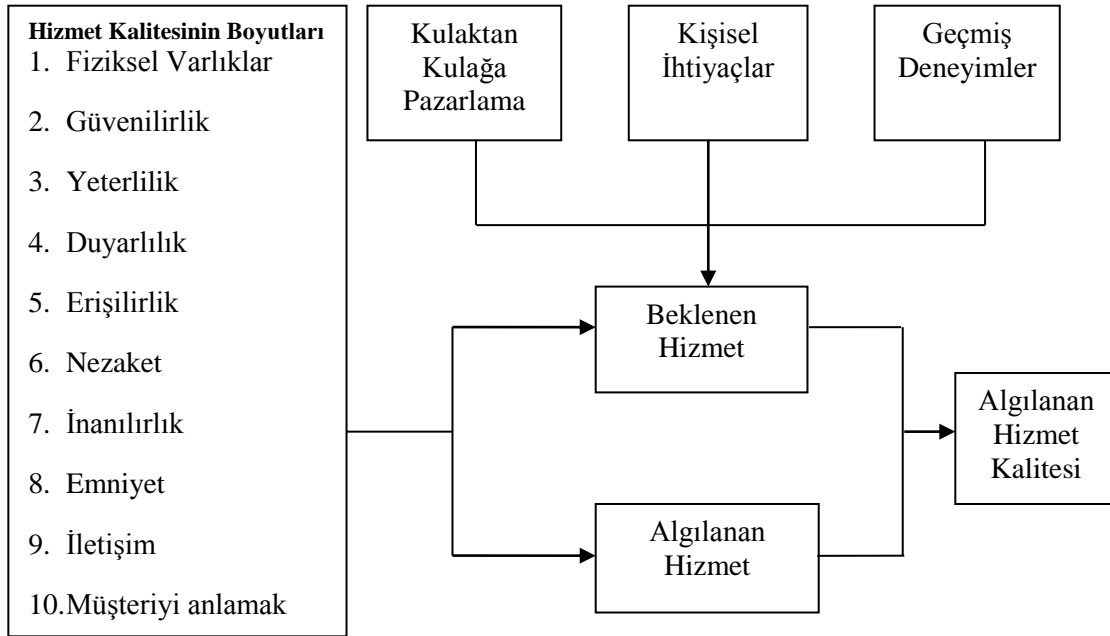 Hizmet Kalitesinin Boyutları
1. Fiziksel Varlıklar
2. Güvenilirlik
3. Yeterlilik
4. Duyarlılık
5. Erişilirlik
6. Nezaket
7. İnanılırlık
8. Emniyet
9. İletişim
10.Müşteriyi anlamak
Kulaktan
Kulağa
Pazarlama
Kişisel
İhtiyaçlar
Geçmiş
Deneyimler
Beklenen
Hizmet
Algılanan
Hizmet
Algılanan
Hizmet
Kalitesi